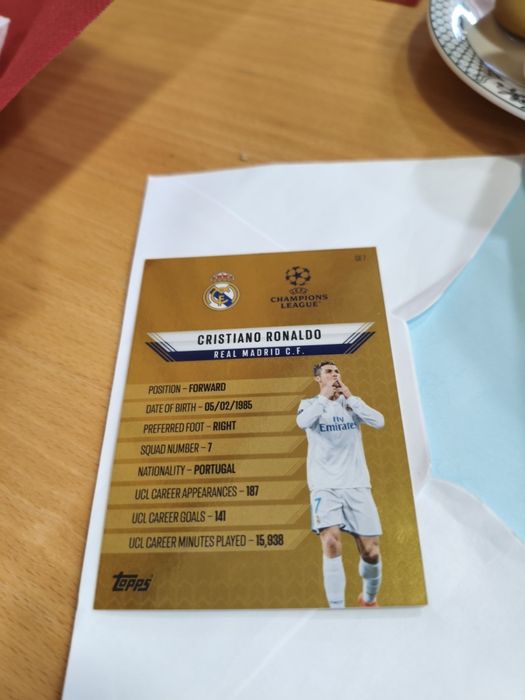 UEFA
CHAMPIONS
LEAGUE
CRISTIANO RONALDO
REAL MADRID C.F.
POSITION – FORWARD
DATE OF BIRTH – 05/02/1985
PREFERRED FOOT – RIGHT
SQUAD NUMBER – 7
NATIONALITY – PORTUGAL
UCL CAREER APPEARANCES – 187
UCL CAREER GOALS – 141
UCL CAREER MINUTES PLAYED – 15,938
Fly
Emirates
7
Topps